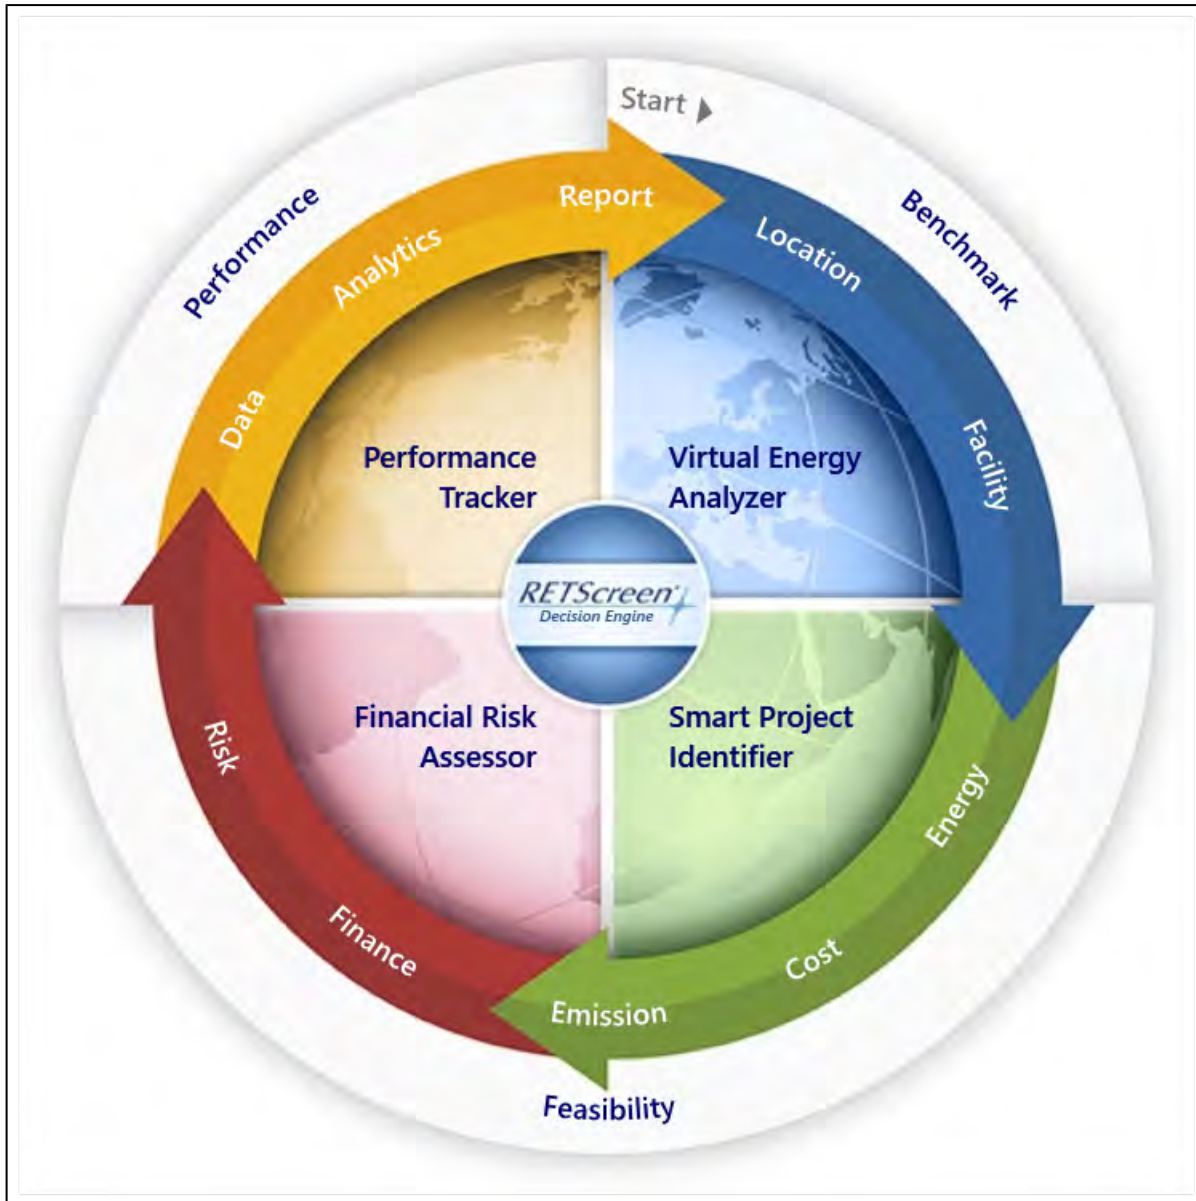 Start
Benchmark
Location
Facility
Virtual Energy
Analyzer
Energy
Cost
Emission
Smart Project
Identifier
Feasibility
Finance
Risk
Financial Risk
Assessor
Performance
Data
Analytics
Report
Performance
Tracker
RETScreen
Decision Engine